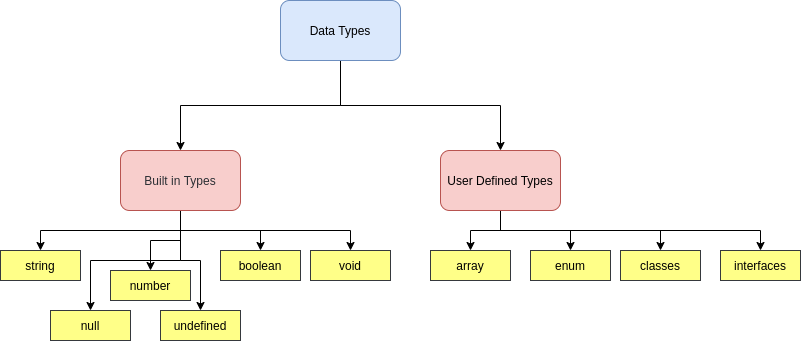 Data Types
Built in Types
User Defined Types
string
number
boolean
void
array
enum
classes
interfaces
null
undefined